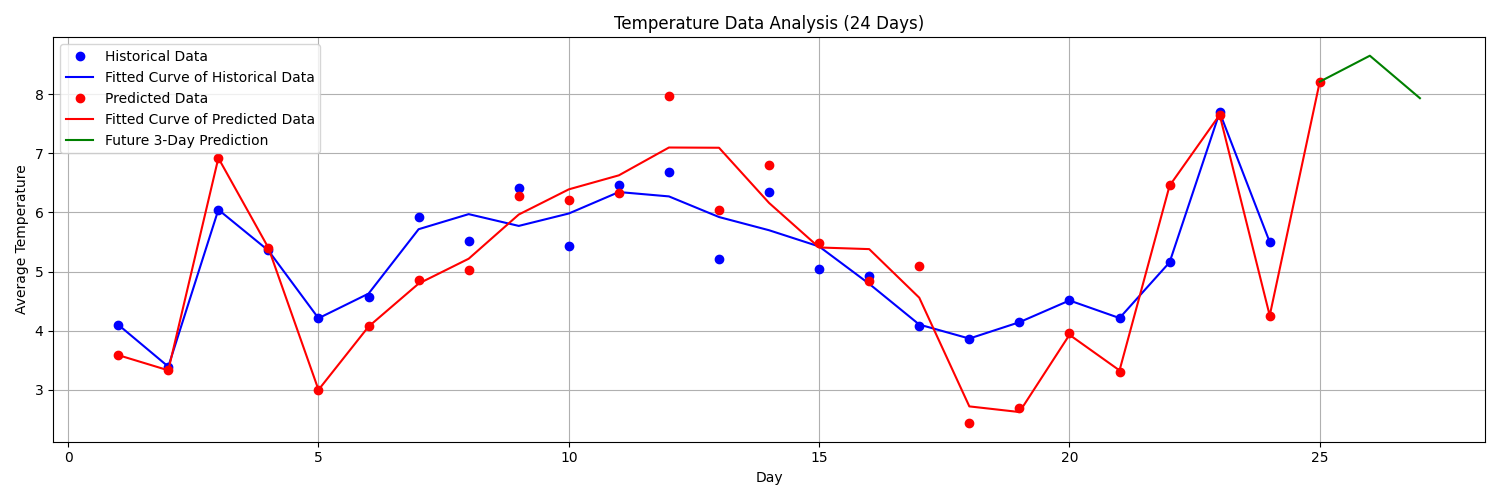 Temperature Data Analysis (24 Days)
Historical Data
Fitted Curve of Historical Data
Predicted Data
Fitted Curve of Predicted Data
Future 3-Day Prediction
Average Temperature
8
7
6
5
4
3
0 5 10 15 20 25
Day